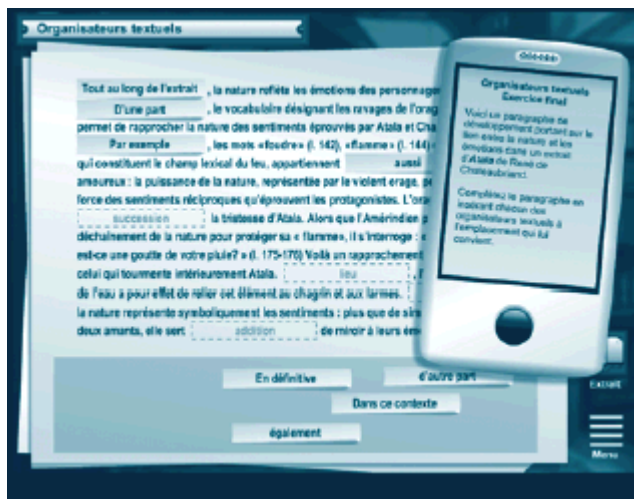 Organisateurs textuels
Tout au long de l'extrait , la nature reflète les émotions des personnages
D'une part , le vocabulaire désignant les ravages de l'orag
permet de rapprocher la nature des sentiments éprouvés par Atala et Cha
Par exemple , les mots «foudre» (l. 142), «flamme» (l. 144)
qui constituent le champ lexical du feu, appartiennent aussi
amoureux : la puissance de la nature, représentée par le violent orage, pe
force des sentiments réciproques qu'éprouvent les protagonistes. L'ora
succession la tristesse d'Atala. Alors que l'Amérindien p
déchaînement de la nature pour protéger sa « flamme», il s'interroge : «
est-ce une goutte de votre pluie? » (l. 175-176) Voilà un rapprochement
celui qui tourmente intérieurement Atala. lieu , l'
de l'eau a pour effet de relier cet élément au chagrin et aux larmes.
la nature représente symboliquement les sentiments : plus que de sim
deux amants, elle sert addition de miroir à leurs émo
En définitive d'autre part
Dans ce contexte
également
Organisateurs textuels
Exercice final
Voici un paragraphe de
développement portant sur le
lien entre la nature et les
émotions dans un extrait
d'Atala de René de
Chateaubriand.
Complétez le paragraphe en
insérant chacun des
organisateurs textuels à
l'emplacement qui lui
convient.
Extrait
Menu